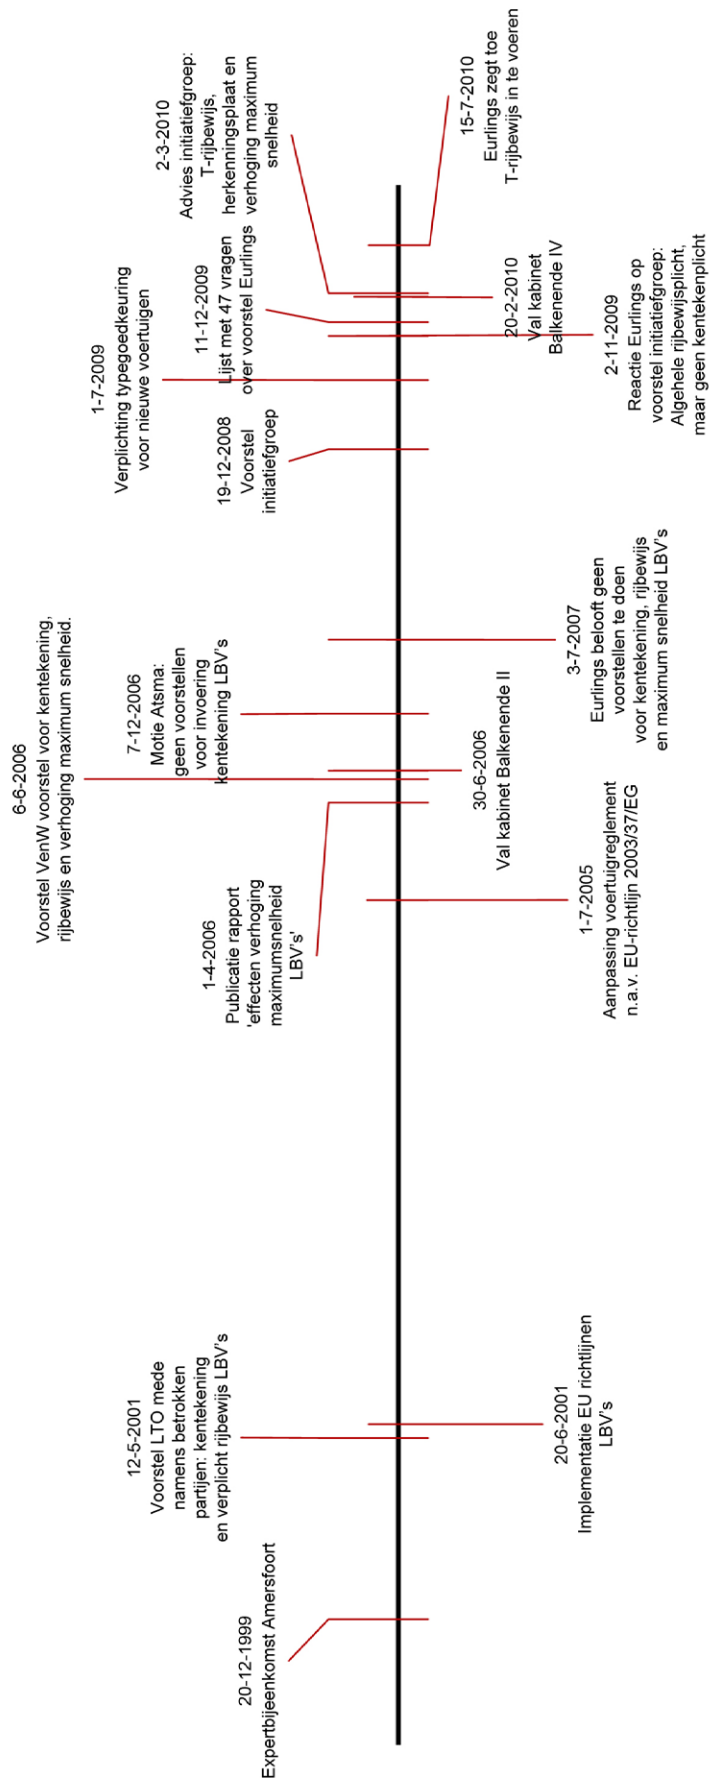 20-12-1999
Expertbijeenkomst Amersfoort
12-5-2001
Voorstel LTO mede
namens betrokken
partijen: kentekening
en verplicht rijbewijs LBV's
20-6-2001
Implementatie EU richtlijnen
LBV's
1-7-2005
Aanpassing voertuigreglement
n.a.v. EU-richtlijn 2003/37/EG
1-4-2006
Publicatie rapport
'effecten verhoging
maximumsnelheid
LBV's'
6-6-2006
Voorstel VenW voorstel voor kentekening,
rijbewijs en verhoging maximum snelheid.
30-6-2006
Val kabinet Balkenende II
7-12-2006
Motie Atsma:
geen voorstellen
voor invoering
kentekening LBV's
3-7-2007
Eurlings belooft geen
voorstellen te doen
voor kentekening, rijbewijs
en maximum snelheid LBV's
19-12-2008
Voorstel
initiatiefgroep
1-7-2009
Verplichting typegoedkeuring
voor nieuwe voertuigen
2-11-2009
Reactie Eurlings op
voorstel initiatiefgroep:
Algehele rijbewijsplicht,
maar geen kentekenplicht
11-12-2009
Lijst met 47 vragen
over voorstel Eurlings
20-2-2010
Val kabinet
Balkenende IV
2-3-2010
Advies initiatiefgroep:
T-rijbewijs,
herkenningsplaat en
verhoging maximum
snelheid
15-7-2010
Eurlings zegt toe
T-rijbewijs in te voeren